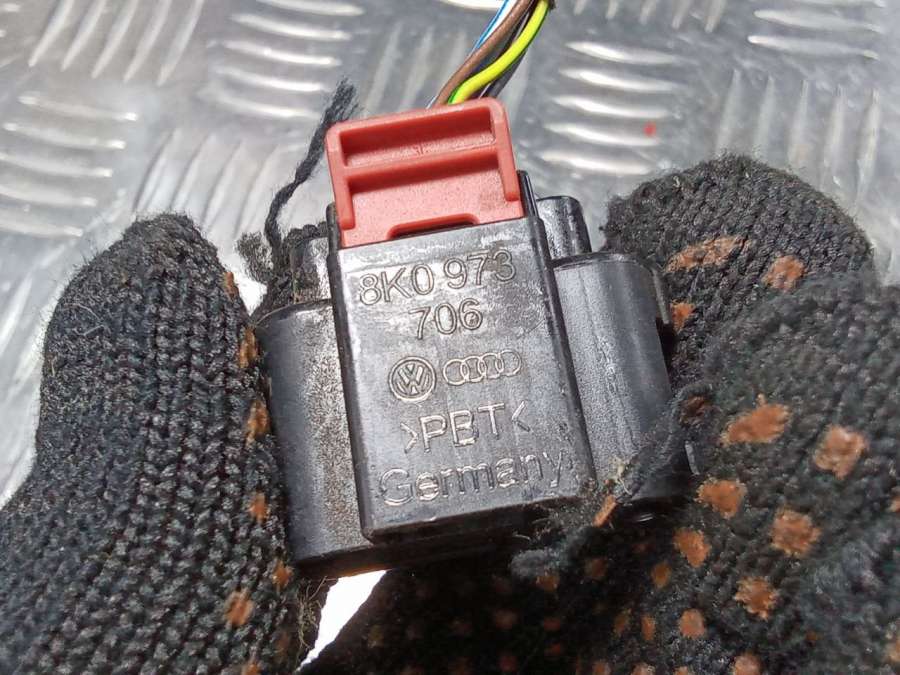 8K0 973
706
>PBT<
Germany